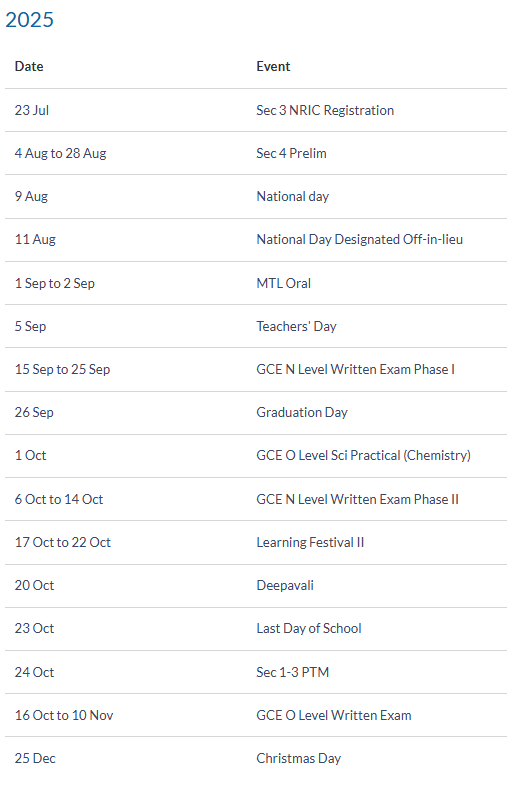 2025
Date Event
23 Jul Sec 3 NRIC Registration
4 Aug to 28 Aug Sec 4 Prelim
9 Aug National day
11 Aug National Day Designated Off-in-lieu
1 Sep to 2 Sep MTL Oral
5 Sep Teachers' Day
15 Sep to 25 Sep GCE N Level Written Exam Phase I
26 Sep Graduation Day
1 Oct GCE O Level Sci Practical (Chemistry)
6 Oct to 14 Oct GCE N Level Written Exam Phase II
17 Oct to 22 Oct Learning Festival II
20 Oct Deepavali
23 Oct Last Day of School
24 Oct Sec 1-3 PTM
16 Oct to 10 Nov GCE O Level Written Exam
25 Dec Christmas Day